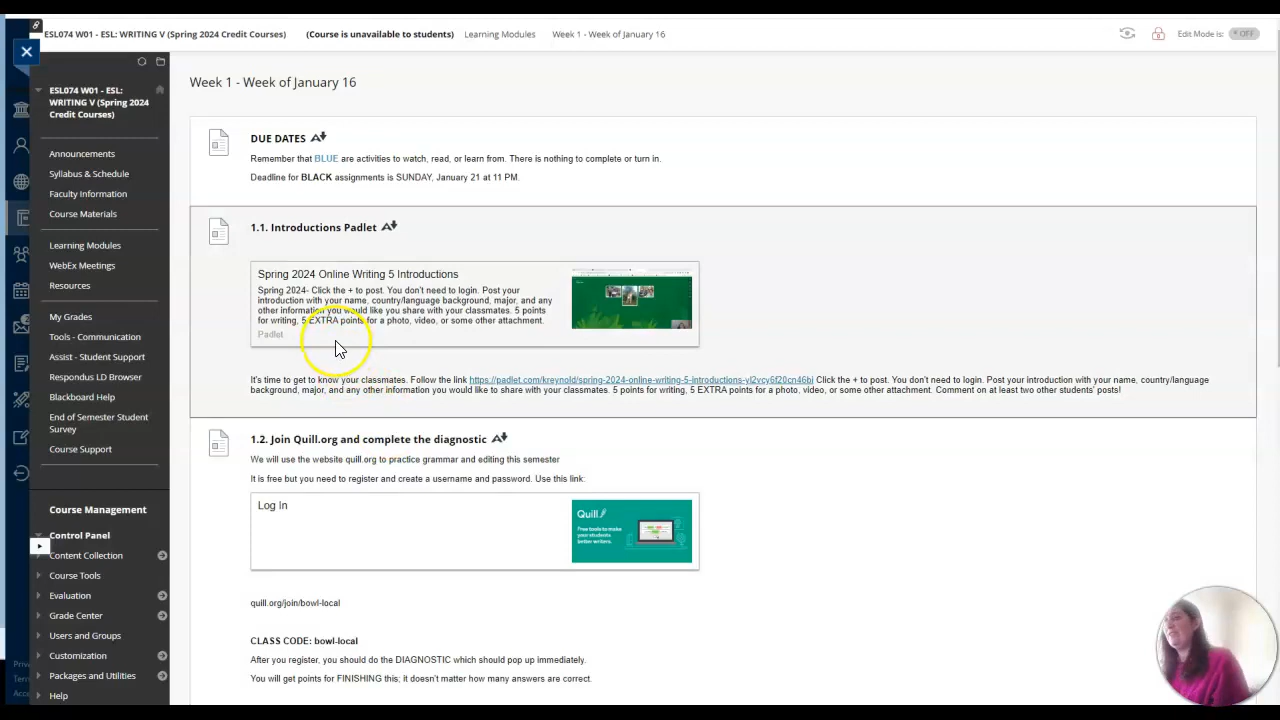 ESL074 W01 - ESL: WRITING V (Spring 2024 Credit Courses)
(Course is unavailable to students)
Learning Modules
Week 1 - Week of January 16
Edit Mode is:
OFF
ESL074 W01 - ESL:
WRITING V (Spring 2024
Credit Courses)
Announcements
Syllabus & Schedule
Faculty Information
Course Materials
Learning Modules
WebEx Meetings
Resources
My Grades
Tools - Communication
Assist - Student Support
Respondus LD Browser
Blackboard Help
End of Semester Student
Survey
Course Support
Course Management
Control Panel
Content Collection
Course Tools
Evaluation
Grade Center
Users and Groups
Customization
Packages and Utilities
Help
Week 1 - Week of January 16
DUE DATES
Remember that BLUE are activities to watch, read, or learn from. There is nothing to complete or turn in.
Deadline for BLACK assignments is SUNDAY, January 21 at 11 PM.
1.1. Introductions Padlet
Spring 2024 Online Writing 5 Introductions
Spring 2024- Click the + to post. You don't need to login. Post your
introduction with your name, country/language background, major, and any
other information you would like you share with your classmates. 5 points
for writing, 5 EXTRA points for a photo, video, or some other attachment.
Padlet
It's time to get to know your classmates. Follow the link https://padlet.com/kreynold/spring-2024-online-writing-5-introductions-yl2vcy6f20cn46bi Click the + to post. You don't need to login. Post your introduction with your name, country/language
background, major, and any other information you would like to share with your classmates. 5 points for writing, 5 EXTRA points for a photo, video, or some other attachment. Comment on at least two other students' posts!
1.2. Join Quill.org and complete the diagnostic
We will use the website quill.org to practice grammar and editing this semester
It is free but you need to register and create a username and password. Use this link:
Log In
Quill
Free tools to make
your students
better writers.
quill.org/join/bowl-local
CLASS CODE: bowl-local
After you register, you should do the DIAGNOSTIC which should pop up immediately.
You will get points for FINISHING this; it doesn't matter how many answers are correct.
Priv
Tern
Acce